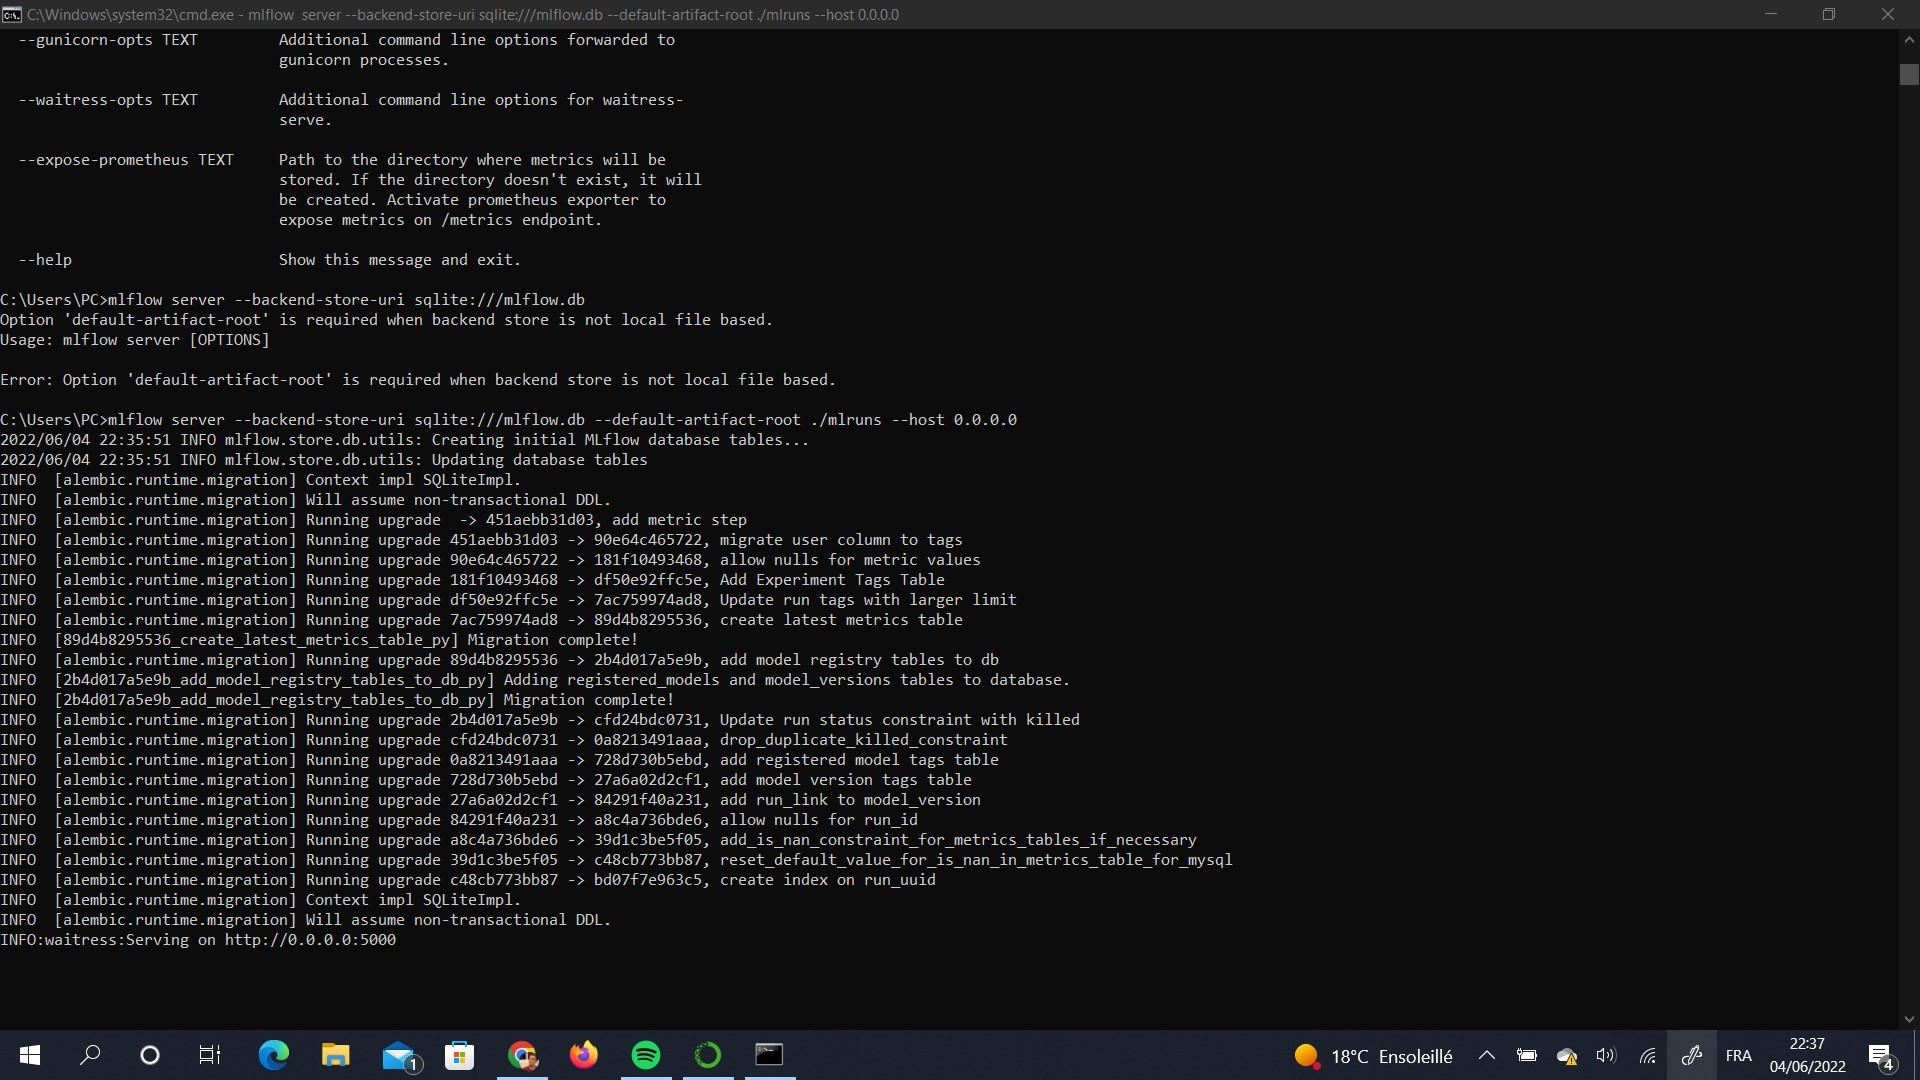 C:\Windows\system32\cmd.exe - mlflow  server --backend-store-uri sqlite:///mlflow.db --default-artifact-root ./mlruns --host 0.0.0.0
--gunicorn-opts TEXT         Additional command line options forwarded to
gunicorn processes.
--waitress-opts TEXT         Additional command line options for waitress-
serve.
--expose-prometheus TEXT     Path to the directory where metrics will be
stored. If the directory doesn't exist, it will
be created. Activate prometheus exporter to
expose metrics on /metrics endpoint.
--help                       Show this message and exit.
C:\Users\PC>mlflow server --backend-store-uri sqlite:///mlflow.db
Option 'default-artifact-root' is required when backend store is not local file based.
Usage: mlflow server [OPTIONS]
Error: Option 'default-artifact-root' is required when backend store is not local file based.
C:\Users\PC>mlflow server --backend-store-uri sqlite:///mlflow.db --default-artifact-root ./mlruns --host 0.0.0.0
2022/06/04 22:35:51 INFO mlflow.store.db.utils: Creating initial MLflow database tables...
2022/06/04 22:35:51 INFO mlflow.store.db.utils: Updating database tables
INFO  [alembic.runtime.migration] Context impl SQLiteImpl.
INFO  [alembic.runtime.migration] Will assume non-transactional DDL.
INFO  [alembic.runtime.migration] Running upgrade  -> 451aebb31d03, add metric step
INFO  [alembic.runtime.migration] Running upgrade 451aebb31d03 -> 90e64c465722, migrate user column to tags
INFO  [alembic.runtime.migration] Running upgrade 90e64c465722 -> 181f10493468, allow nulls for metric values
INFO  [alembic.runtime.migration] Running upgrade 181f10493468 -> df50e92ffc5e, Add Experiment Tags Table
INFO  [alembic.runtime.migration] Running upgrade df50e92ffc5e -> 7ac759974ad8, Update run tags with larger limit
INFO  [alembic.runtime.migration] Running upgrade 7ac759974ad8 -> 89d4b8295536, create latest metrics table
INFO  [89d4b8295536_create_latest_metrics_table_py] Migration complete!
INFO  [alembic.runtime.migration] Running upgrade 89d4b8295536 -> 2b4d017a5e9b, add model registry tables to db
INFO  [2b4d017a5e9b_add_model_registry_tables_to_db_py] Adding registered_models and model_versions tables to database.
INFO  [2b4d017a5e9b_add_model_registry_tables_to_db_py] Migration complete!
INFO  [alembic.runtime.migration] Running upgrade 2b4d017a5e9b -> cfd24bdc0731, Update run status constraint with killed
INFO  [alembic.runtime.migration] Running upgrade cfd24bdc0731 -> 0a8213491aaa, drop_duplicate_killed_constraint
INFO  [alembic.runtime.migration] Running upgrade 0a8213491aaa -> 728d730b5ebd, add registered model tags table
INFO  [alembic.runtime.migration] Running upgrade 728d730b5ebd -> 27a6a02d2cf1, add model version tags table
INFO  [alembic.runtime.migration] Running upgrade 27a6a02d2cf1 -> 84291f40a231, add run_link to model_version
INFO  [alembic.runtime.migration] Running upgrade 84291f40a231 -> a8c4a736bde6, allow nulls for run_id
INFO  [alembic.runtime.migration] Running upgrade a8c4a736bde6 -> 39d1c3be5f05, add_is_nan_constraint_for_metrics_tables_if_necessary
INFO  [alembic.runtime.migration] Running upgrade 39d1c3be5f05 -> c48cb773bb87, reset_default_value_for_is_nan_in_metrics_table_for_mysql
INFO  [alembic.runtime.migration] Running upgrade c48cb773bb87 -> bd07f7e963c5, create index on run_uuid
INFO  [alembic.runtime.migration] Context impl SQLiteImpl.
INFO  [alembic.runtime.migration] Will assume non-transactional DDL.
INFO:waitress:Serving on http://0.0.0.0:5000
1
18°C  Ensoleillé
FRA
22:37
04/06/2022
4